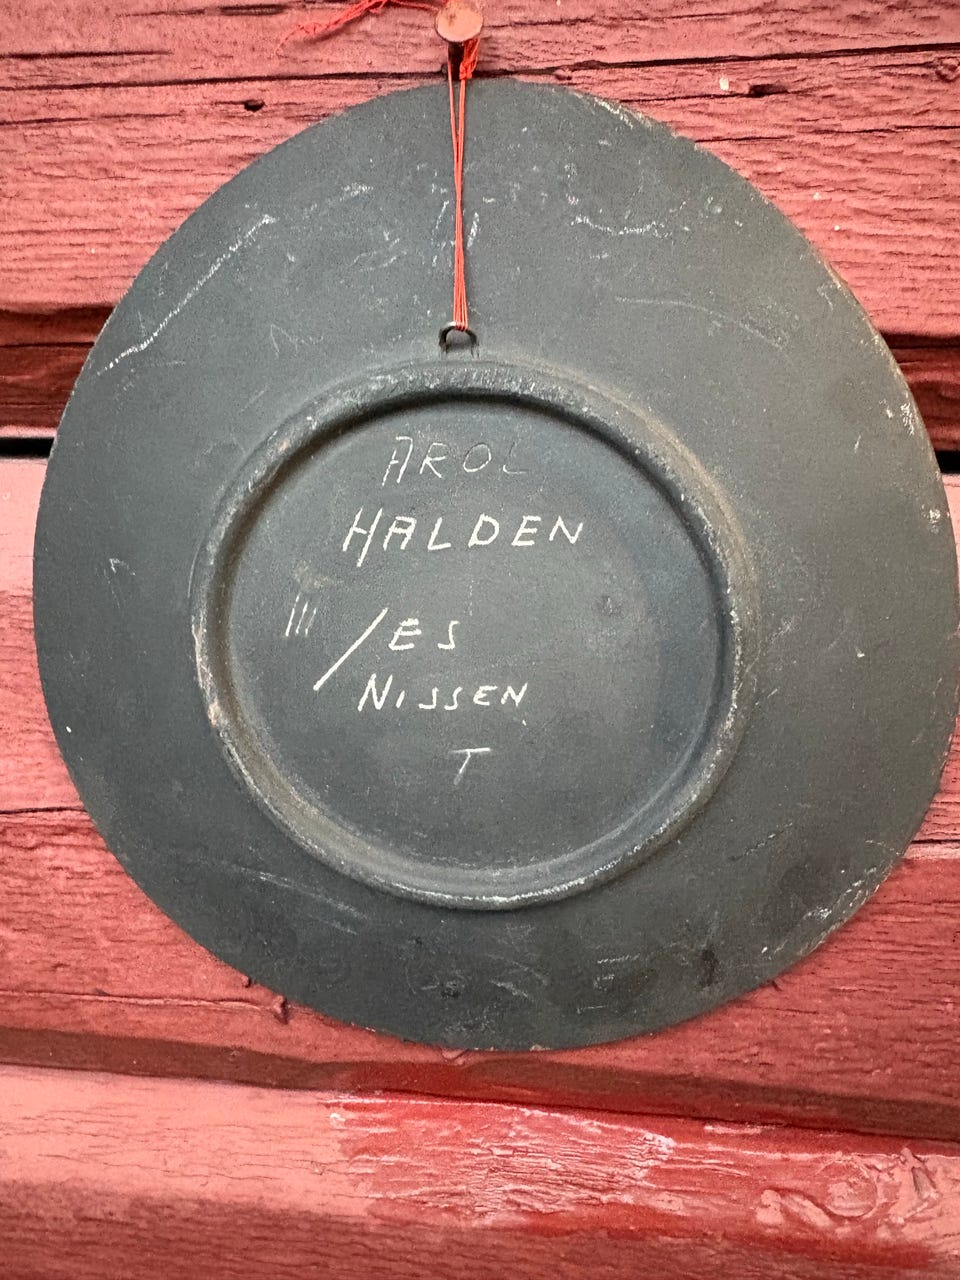 AROL
HALDEN
III / ES
NISSEN
T